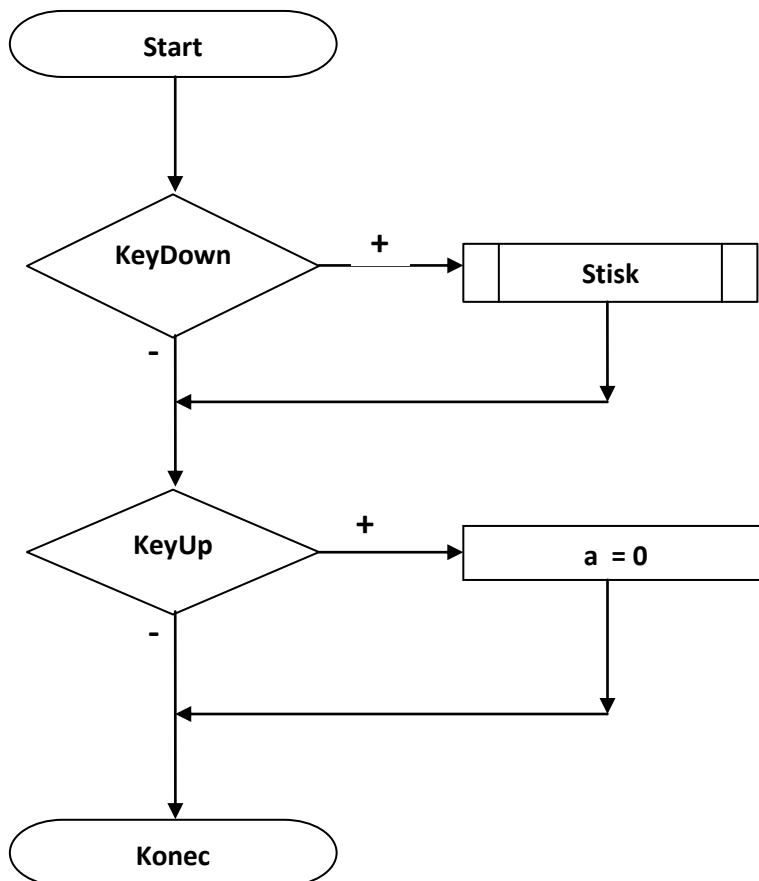 Start
KeyDown
+
Stisk
-
KeyUp
+
a = 0
-
Konec